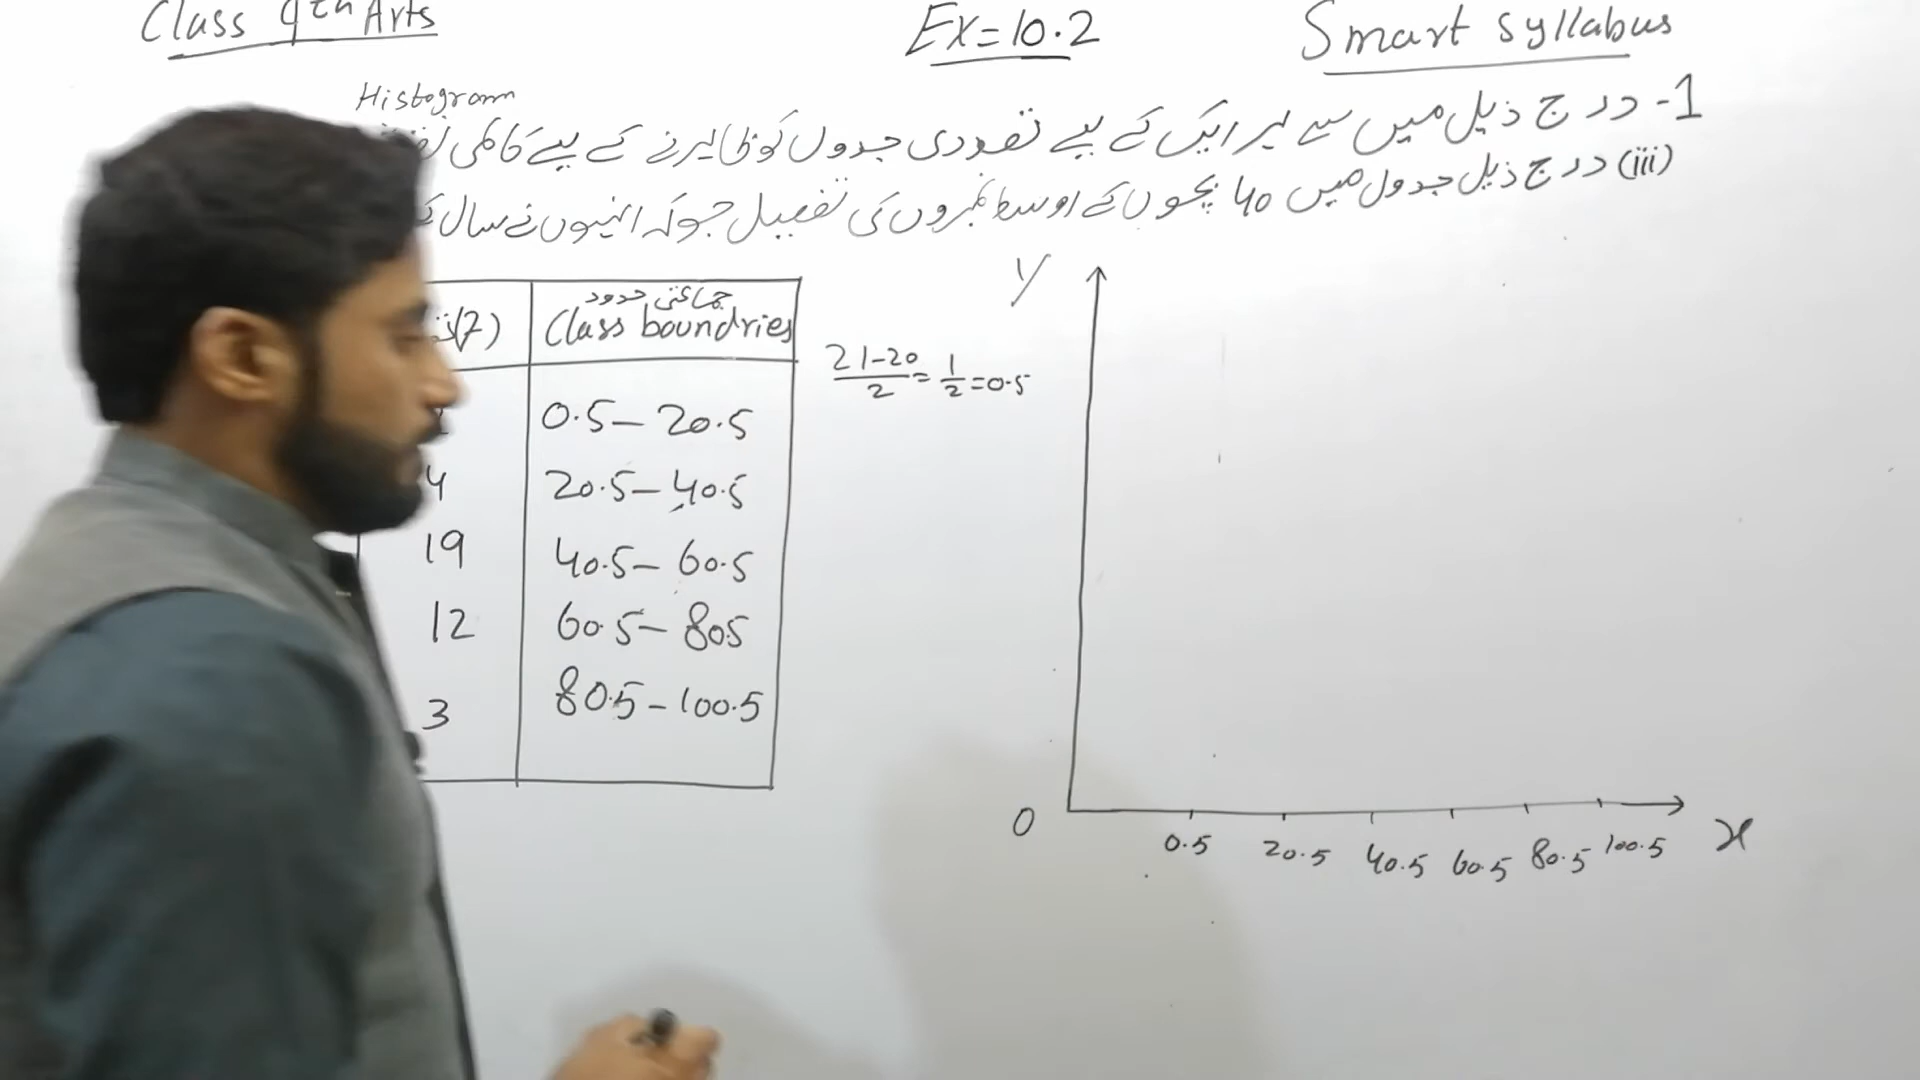 Class 9th Arts
Ex=10.2
Smart syllabus
Histogram
1- درج ذیل میں سے ہر ایک کے لیے تعددی جدول کو ظاہر کرنے کے لیے کالمی
(iii) درج ذیل جدول میں 40 بچوں کے اوسط نمبروں کی تفصیل جو کہ انہوں نے سال
جماعتی حدود
Class boundries
0.5– 20.5
4
20.5– 40.5
19
40.5– 60.5
12
60.5– 805
3
80.5–100.5
21-20/2 = 1/2 =0.5
y
0
0.5 20.5 40.5 60.5 80.5 100.5
x